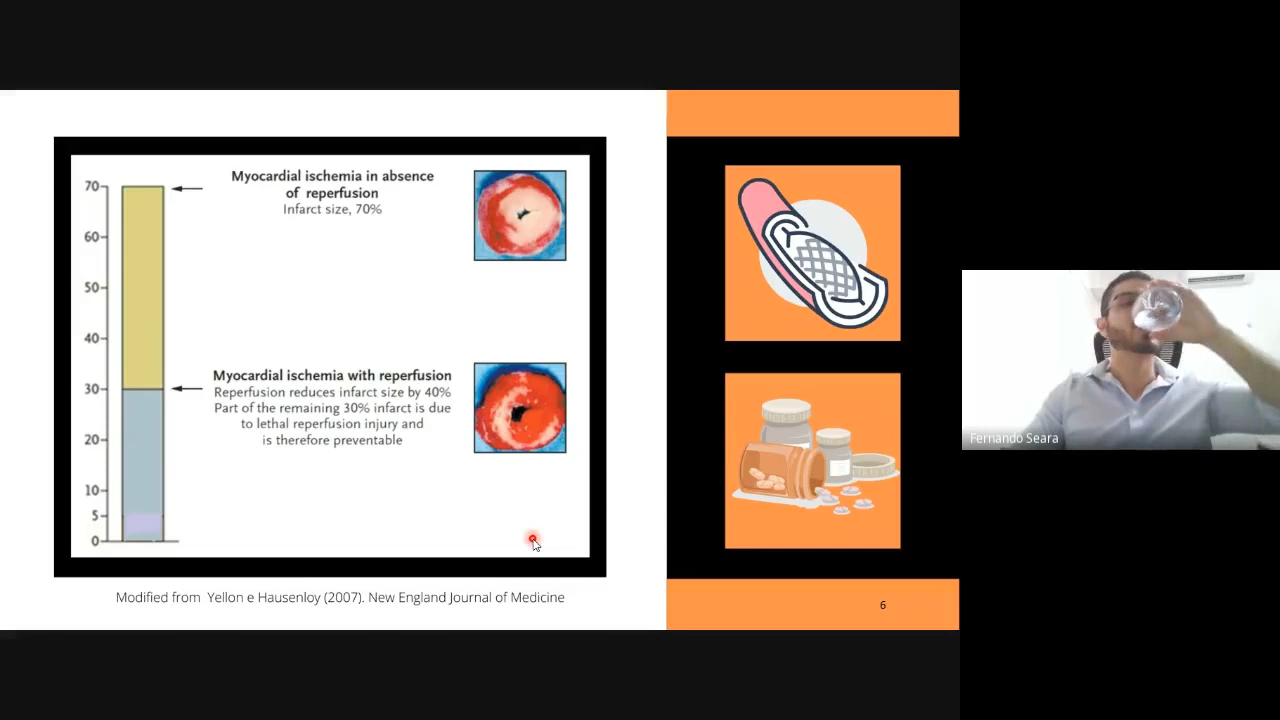 70
60
50
40
30
20
10
5
0
Myocardial ischemia in absence
of reperfusion
Infarct size, 70%
Myocardial ischemia with reperfusion
Reperfusion reduces infarct size by 40%
Part of the remaining 30% infarct is due
to lethal reperfusion injury and
is therefore preventable
Modified from Yellon e Hausenloy (2007). New England Journal of Medicine
6
Fernando Seara